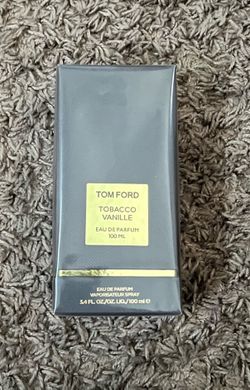 TOM FORD
TOBACCO
VANILLE
EAU DE PARFUM
100 ML
EAU DE PARFUM
VAPORISATEUR SPRAY
3.4 FL.OZ./OZ.LIQ./100 ml ℮